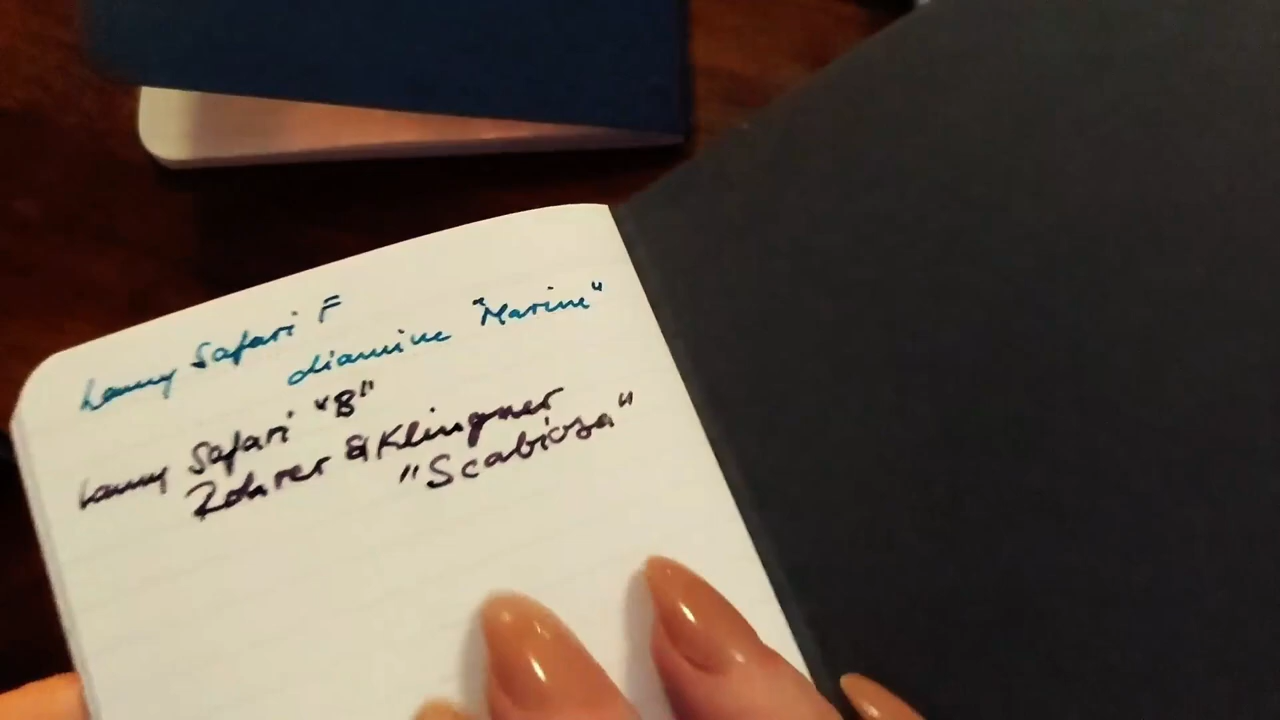 Lamy Safari F
diamine "Marine"
Lamy Safari "B"
Rohrer & Klingner
"Scabiosa"